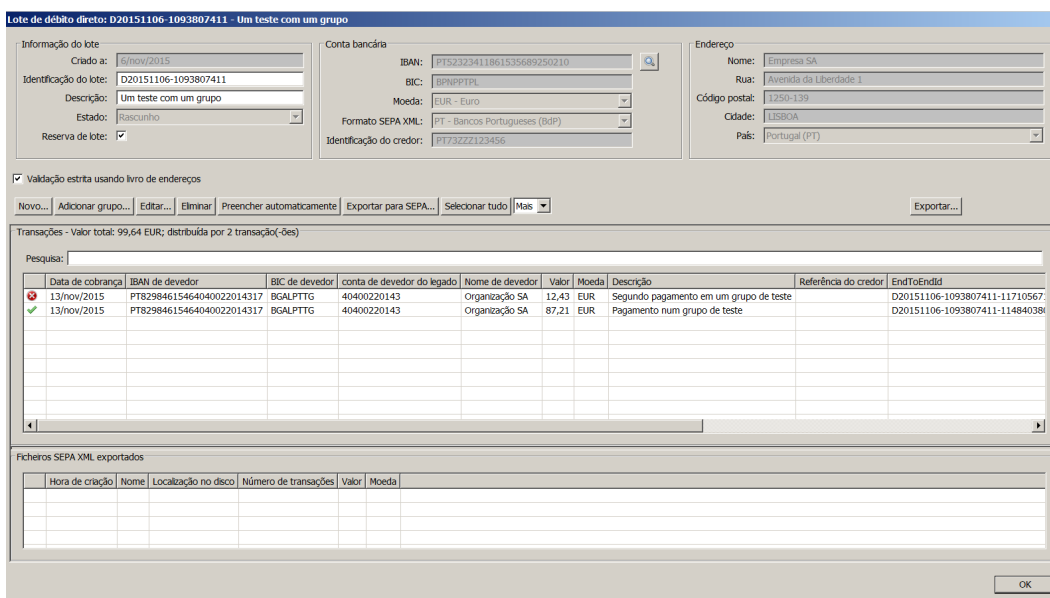 Lote de débito direto: D20151106-1093807411 - Um teste com um grupo
Informação do lote
Criado a: 6/nov/2015
Identificação do lote: D20151106-1093807411
Descrição: Um teste com um grupo
Estado: Rascunho
Reserva de lote:
Conta bancária
IBAN: PT52323411861535689250210
BIC: BPNPPTPL
Moeda: EUR - Euro
Formato SEPA XML: PT - Bancos Portugueses (BdP)
Identificação do credor: PT73ZZZ123456
Endereço
Nome: Empresa SA
Rua: Avenida da Liberdade 1
Código postal: 1250-139
Cidade: LISBOA
País: Portugal (PT)
Validação estrita usando livro de endereços
Novo... Adicionar grupo... Editar... Eliminar Preencher automaticamente Exportar para SEPA... Selecionar tudo Mais Exportar...
Transações - Valor total: 99,64 EUR; distribuída por 2 transação(-ões)
Pesquisa:
Data de cobrança IBAN de devedor BIC de devedor conta de devedor do legado Nome de devedor Valor Moeda Descrição Referência do credor EndToEndId
13/nov/2015 PT82984615464040022014317 BGALPTTG 40400220143 Organização SA 12,43 EUR Segundo pagamento em um grupo de teste D20151106-1093807411-117105671
13/nov/2015 PT82984615464040022014317 BGALPTTG 40400220143 Organização SA 87,21 EUR Pagamento num grupo de teste D20151106-1093807411-11484038
Ficheiros SEPA XML exportados
Hora de criação Nome Localização no disco Número de transações Valor Moeda
OK